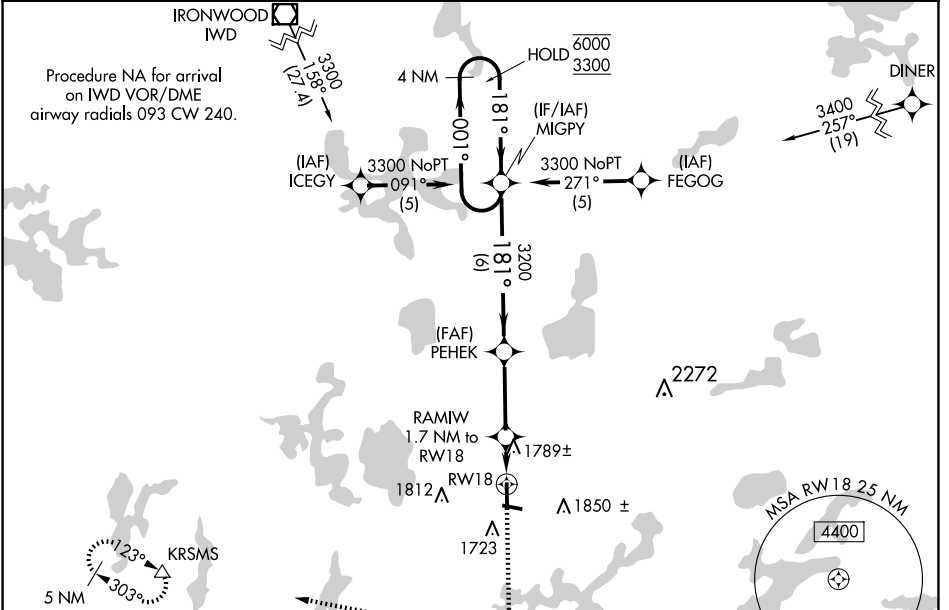 IRONWOOD
IWD
3300
158°
(27.4)
Procedure NA for arrival
on IWD VOR/DME
airway radials 093 CW 240.
HOLD 6000
3300
4 NM
001°
181°
(IF/IAF)
MIGPY
DINER
3400
257°
(19)
(IAF)
ICEGY
3300 NoPT
091°
(5)
3300 NoPT
271°
(5)
(IAF)
FEGOG
3200
181°
(6)
(FAF)
PEHEK
2272
RAMIW
1.7 NM to
RW18
1789±
RW18
1812
1850 ±
1723
MSA RW18 25 NM
4400
123°
KRSMS
303°
5 NM